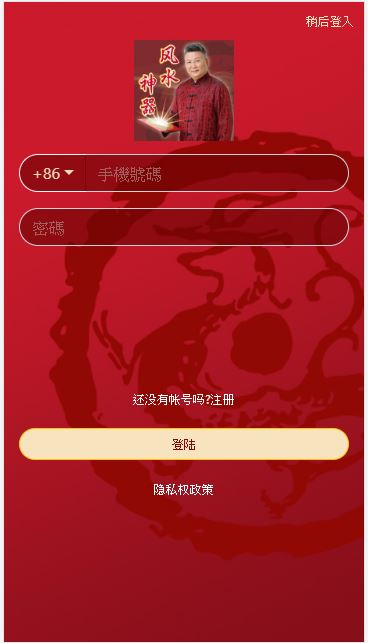 稍后登入
风水
神器
+86 手機號碼
密碼
还没有帐号吗?注册
登陆
隐私权政策